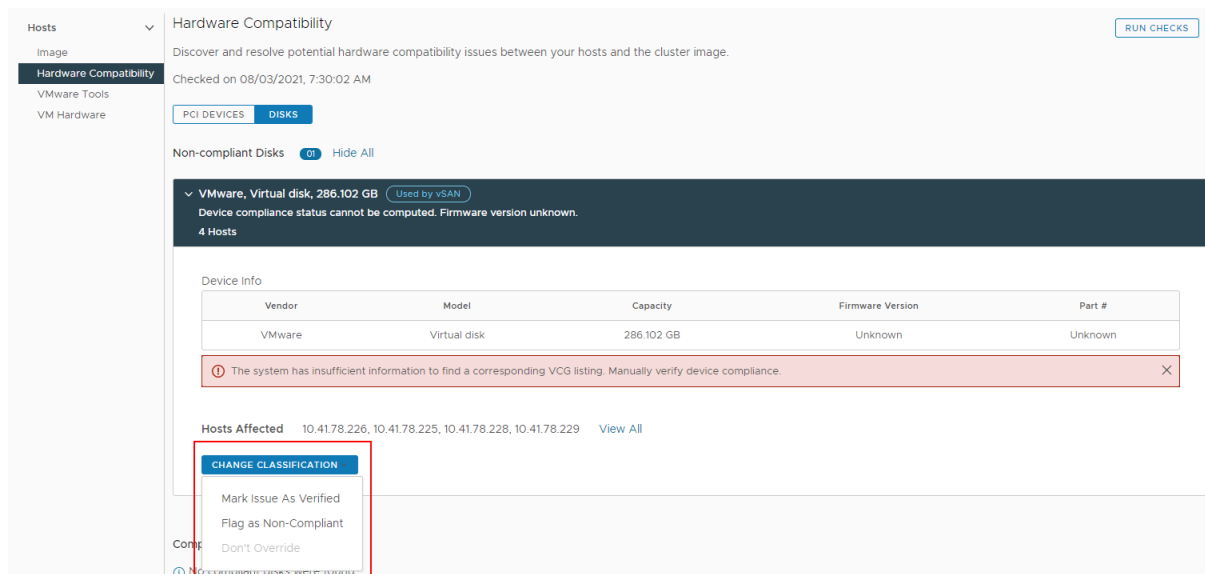 Hosts
Image
Hardware Compatibility
VMware Tools
VM Hardware
Hardware Compatibility
RUN CHECKS
Discover and resolve potential hardware compatibility issues between your hosts and the cluster image.
Checked on 08/03/2021, 7:30:02 AM
PCI DEVICES DISKS
Non-compliant Disks 01 Hide All
VMware, Virtual disk, 286.102 GB Used by vSAN
Device compliance status cannot be computed. Firmware version unknown.
4 Hosts
Device Info
Vendor Model Capacity Firmware Version Part #
VMware Virtual disk 286.102 GB Unknown Unknown
The system has insufficient information to find a corresponding VCG listing. Manually verify device compliance.
Hosts Affected 10.41.78.226, 10.41.78.225, 10.41.78.228, 10.41.78.229 View All
CHANGE CLASSIFICATION
Mark Issue As Verified
Flag as Non-Compliant
Don't Override
Comp
No compliant disks were found